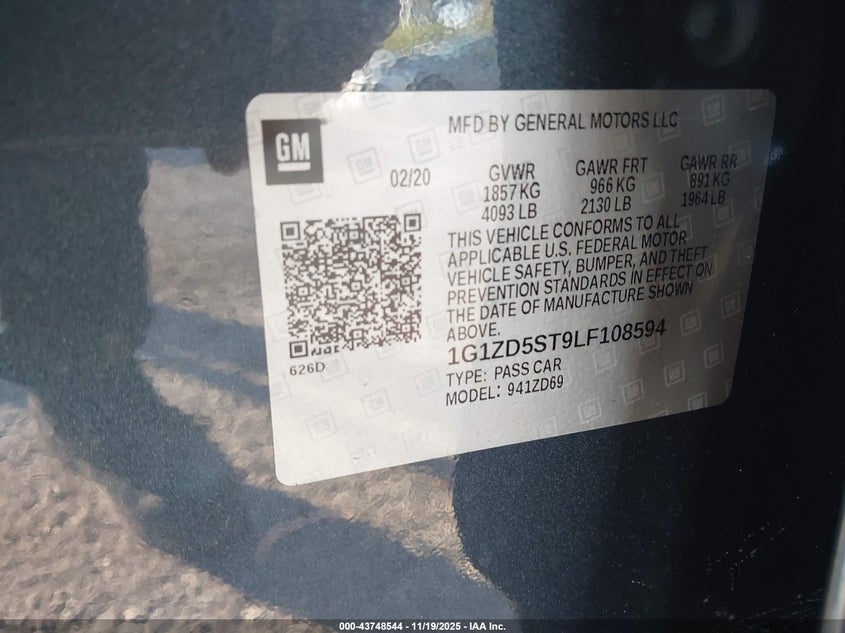 GM
MFD BY GENERAL MOTORS LLC
02/20
GVWR GAWR FRT GAWR RR
1857 KG 966 KG 891 KG
4093 LB 2130 LB 1964 LB
THIS VEHICLE CONFORMS TO ALL
APPLICABLE U.S. FEDERAL MOTOR
VEHICLE SAFETY, BUMPER, AND THEFT
PREVENTION STANDARDS IN EFFECT ON
THE DATE OF MANUFACTURE SHOWN
ABOVE.
1G1ZD5ST9LF108594
TYPE: PASS CAR
MODEL: 941ZD69
626D
000-43748544 - 11/19/2025 - IAA Inc.